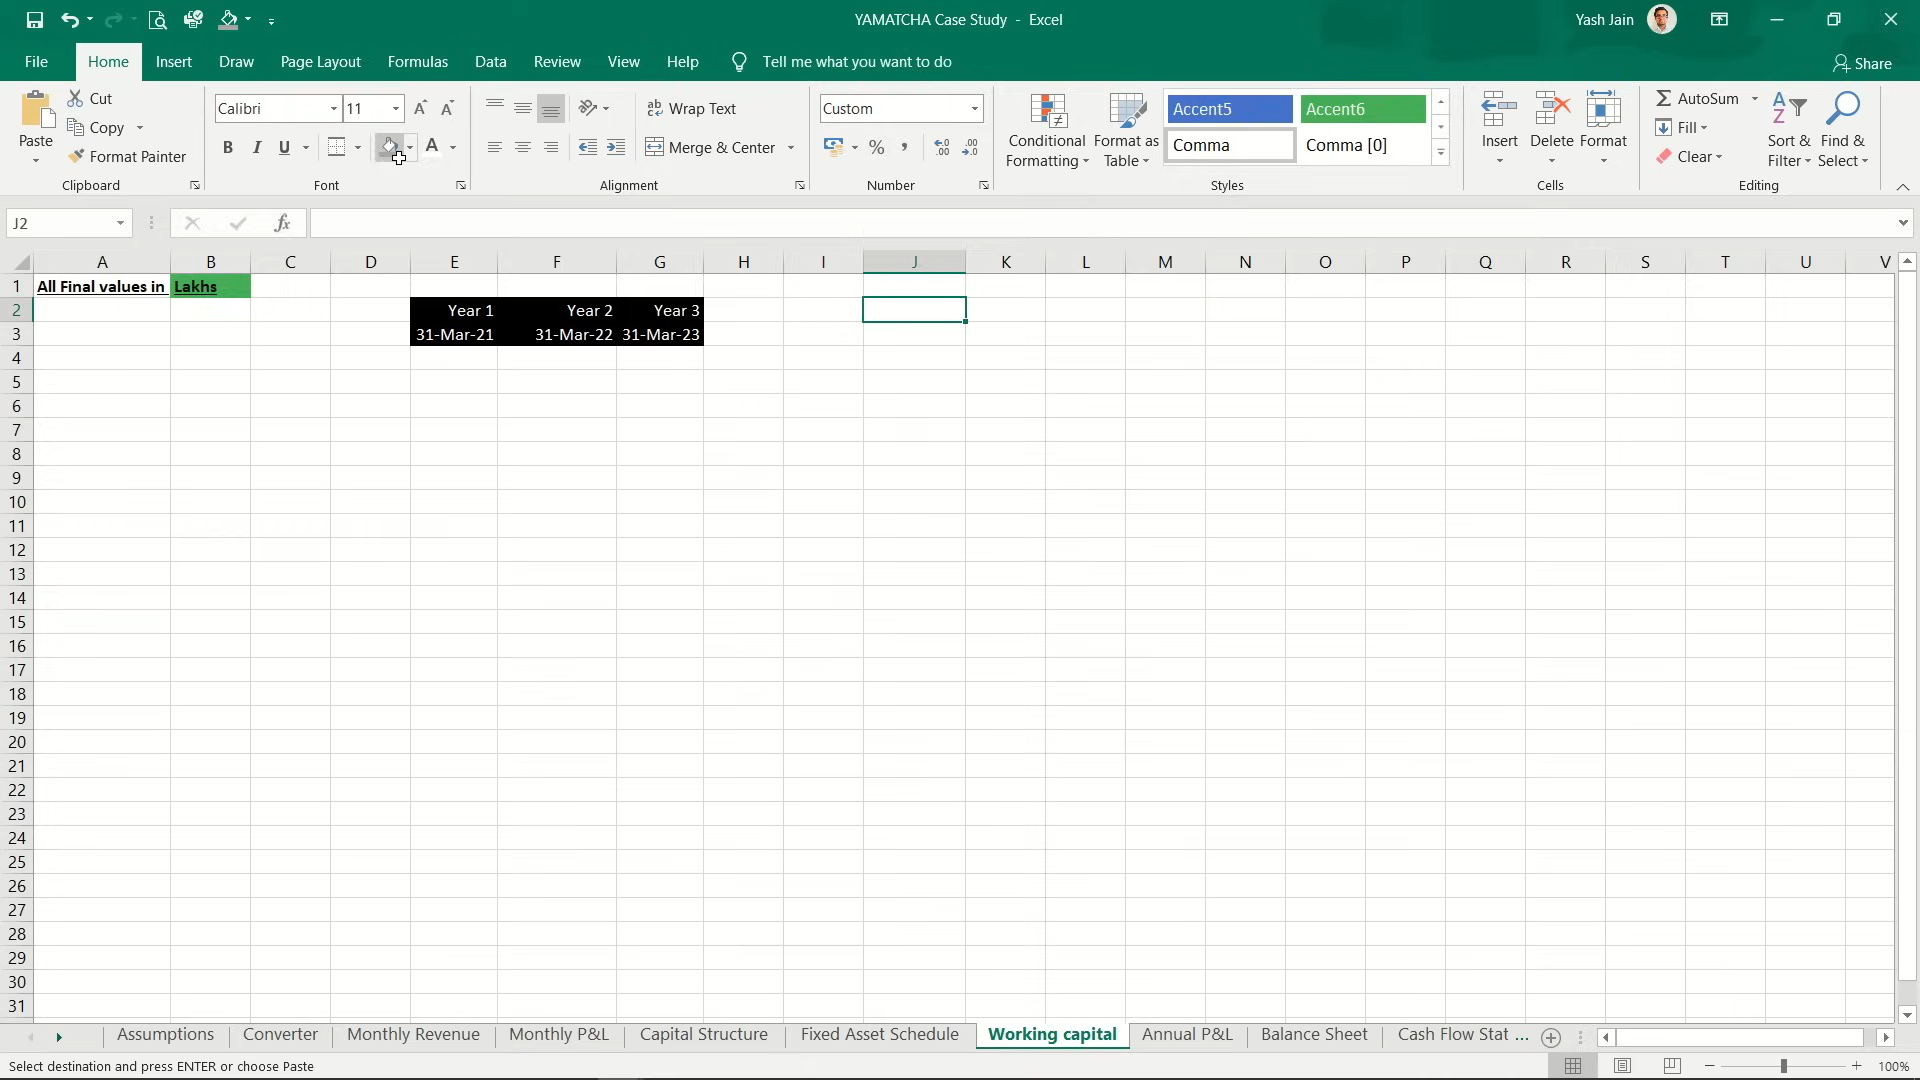 YAMATCHA Case Study - Excel
Yash Jain
File Home Insert Draw Page Layout Formulas Data Review View Help Tell me what you want to do
Share
Paste
Cut
Copy
Format Painter
Clipboard
Calibri 11
B I U
Font
Wrap Text
Merge & Center
Alignment
Custom
%
Number
Conditional Formatting
Format as Table
Accent5 Accent6
Comma Comma [0]
Styles
Insert Delete Format
Cells
AutoSum
Fill
Clear
Sort & Filter
Find & Select
Editing
J2
fx
A B C D E F G H I J K L M N O P Q R S T U V
1 All Final values in Lakhs
2 Year 1 Year 2 Year 3
3 31-Mar-21 31-Mar-22 31-Mar-23
4
5
6
7
8
9
10
11
12
13
14
15
16
17
18
19
20
21
22
23
24
25
26
27
28
29
30
31
Assumptions Converter Monthly Revenue Monthly P&L Capital Structure Fixed Asset Schedule Working capital Annual P&L Balance Sheet Cash Flow Stat ...
Select destination and press ENTER or choose Paste
100%